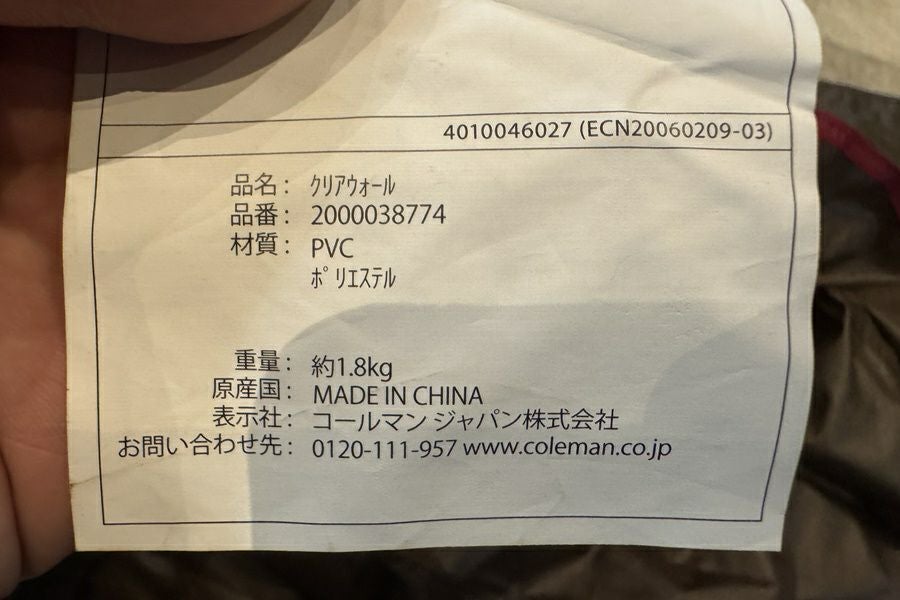 4010046027 (ECN20060209-03)
品名： ｸﾘｱｳｫｰﾙ
品番： 2000038774
材質： PVC
ﾎﾟﾘｴｽﾃﾙ
重量： 約1.8kg
原産国： MADE IN CHINA
表示社： コールマン ジャパン株式会社
お問い合わせ先： 0120-111-957 www.coleman.co.jp